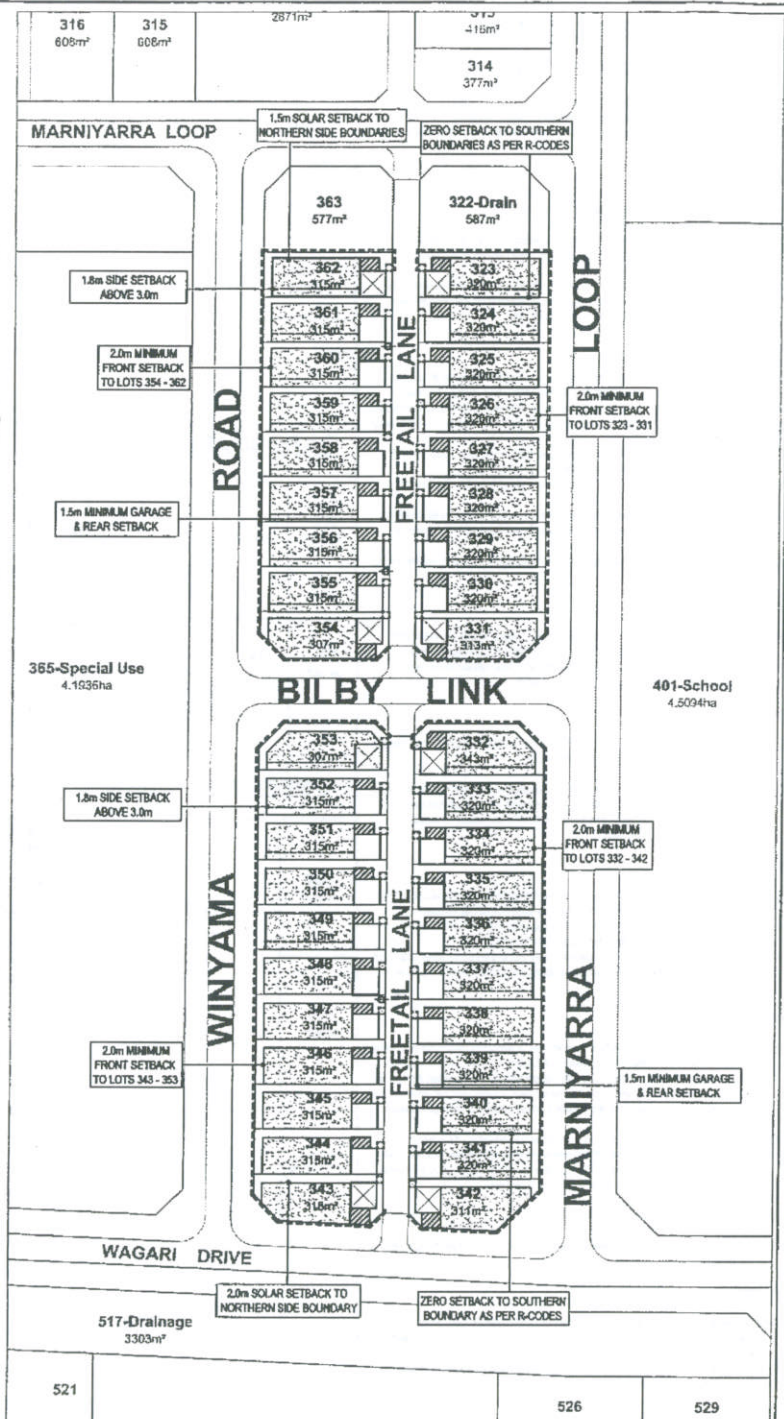 316
608m²
315
608m²
2871m²
315
416m²
314
377m²
1.5m SOLAR SETBACK TO
NORTHERN SIDE BOUNDARIES
ZERO SETBACK TO SOUTHERN
BOUNDARIES AS PER R-CODES
MARNIYARRA LOOP
363
577m²
322-Drain
587m²
1.8m SIDE SETBACK
ABOVE 3.0m
2.0m MINIMUM
FRONT SETBACK
TO LOTS 354 - 362
1.5m MINIMUM GARAGE
& REAR SETBACK
ROAD
362
315m²
361
315m²
360
315m²
359
315m²
358
315m²
357
315m²
356
315m²
355
315m²
354
307m²
FREETAIL LANE
323
320m²
324
320m²
325
320m²
326
320m²
327
320m²
328
320m²
329
320m²
330
320m²
331
313m²
LOOP
2.0m MINIMUM
FRONT SETBACK
TO LOTS 323 - 331
365-Special Use
4.1936ha
BILBY LINK
401-School
4.5094ha
1.8m SIDE SETBACK
ABOVE 3.0m
2.0m MINIMUM
FRONT SETBACK
TO LOTS 343 - 353
WINYAMA
353
307m²
352
315m²
351
315m²
350
315m²
349
315m²
348
315m²
347
315m²
346
315m²
345
315m²
344
315m²
343
318m²
FREETAIL LANE
332
343m²
333
320m²
334
320m²
335
320m²
336
320m²
337
320m²
338
320m²
339
320m²
340
320m²
341
320m²
342
311m²
MARNIYARRA
2.0m MINIMUM
FRONT SETBACK
TO LOTS 332 - 342
1.5m MINIMUM GARAGE
& REAR SETBACK
WAGARI DRIVE
2.0m SOLAR SETBACK TO
NORTHERN SIDE BOUNDARY
ZERO SETBACK TO SOUTHERN
BOUNDARY AS PER R-CODES
517-Drainage
3303m²
521
526
529